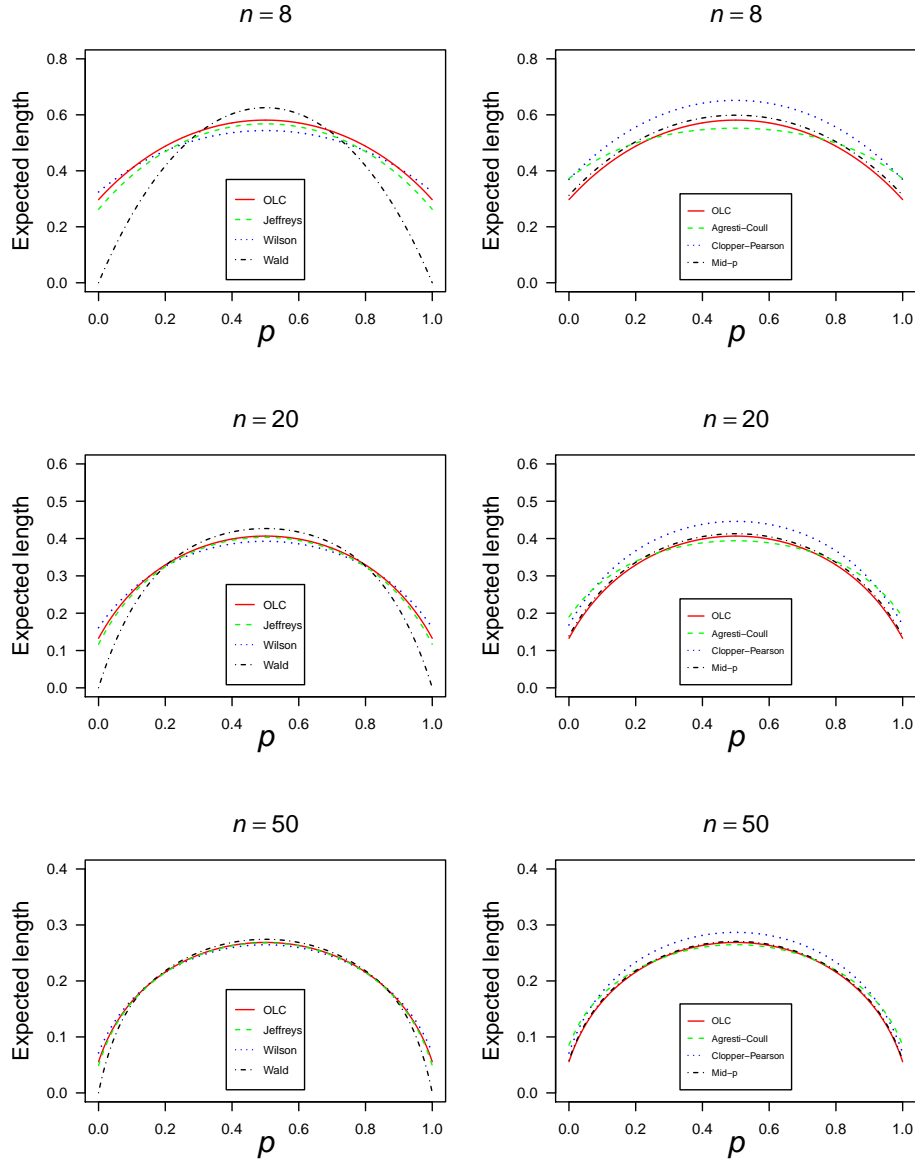 n = 8
n = 8
Expected length
0.8
0.6
0.4
0.2
0.0
OLC
Jeffreys
Wilson
Wald
0.0 0.2 0.4 0.6 0.8 1.0
p
Expected length
0.8
0.6
0.4
0.2
0.0
OLC
Agresti−Coull
Clopper−Pearson
Mid−p
0.0 0.2 0.4 0.6 0.8 1.0
p
n = 20
n = 20
Expected length
0.6
0.5
0.4
0.3
0.2
0.1
0.0
OLC
Jeffreys
Wilson
Wald
0.0 0.2 0.4 0.6 0.8 1.0
p
Expected length
0.6
0.5
0.4
0.3
0.2
0.1
0.0
OLC
Agresti−Coull
Clopper−Pearson
Mid−p
0.0 0.2 0.4 0.6 0.8 1.0
p
n = 50
n = 50
Expected length
0.4
0.3
0.2
0.1
0.0
OLC
Jeffreys
Wilson
Wald
0.0 0.2 0.4 0.6 0.8 1.0
p
Expected length
0.4
0.3
0.2
0.1
0.0
OLC
Agresti−Coull
Clopper−Pearson
Mid−p
0.0 0.2 0.4 0.6 0.8 1.0
p